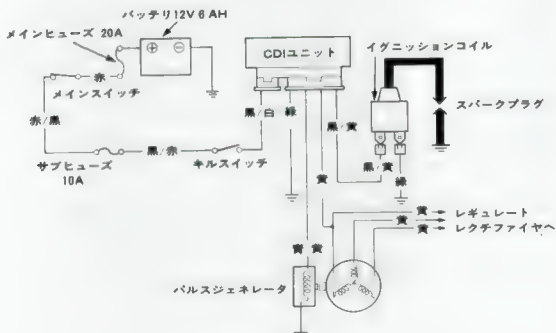 バッテリ12V 6 AH
メインヒューズ 20A
CDIユニット
イグニッションコイル
赤
メインスイッチ
スパークプラグ
赤/黒
黒/白
緑
黒/黄
黒/赤
サブヒューズ
10A
キルスイッチ
黄
黒/黄
緑
黄
レギュレート
黄
レクチファイヤへ
黄
青
黄
パルスジェネレータ